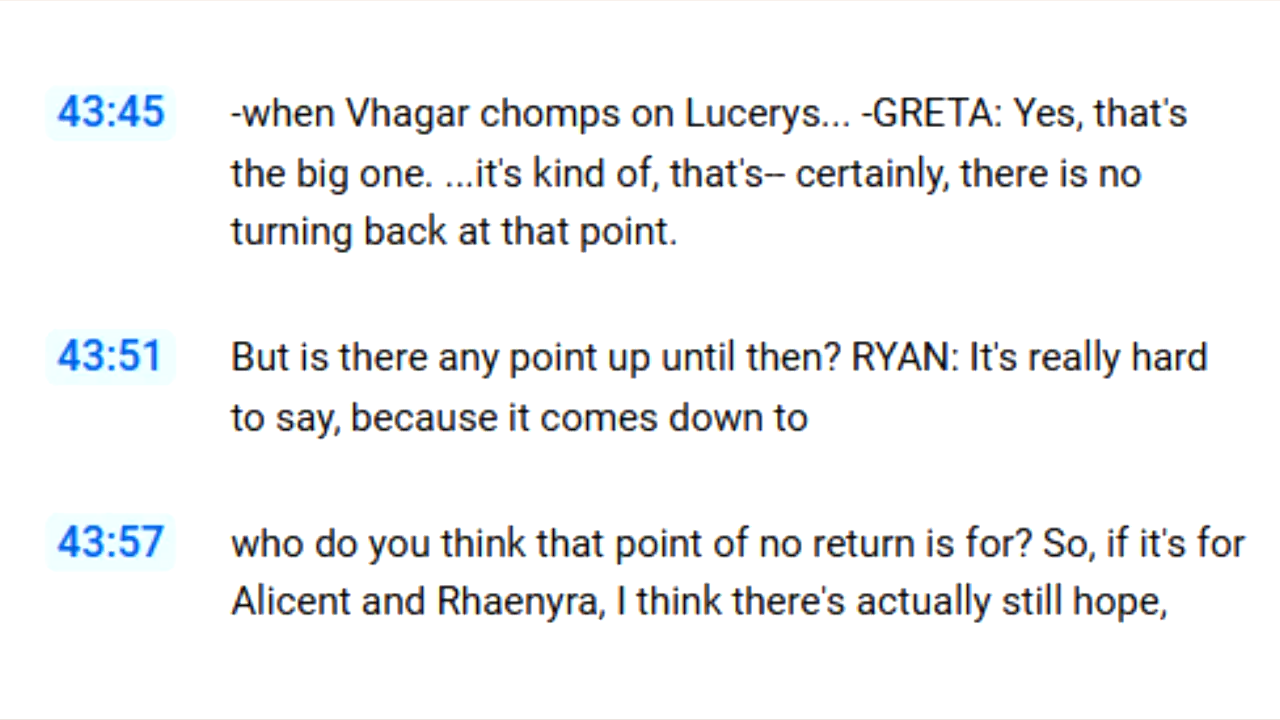 43:45 -when Vhagar chomps on Lucerys... -GRETA: Yes, that's
the big one. ...it's kind of, that's-- certainly, there is no
turning back at that point.
43:51 But is there any point up until then? RYAN: It's really hard
to say, because it comes down to
43:57 who do you think that point of no return is for? So, if it's for
Alicent and Rhaenyra, I think there's actually still hope,